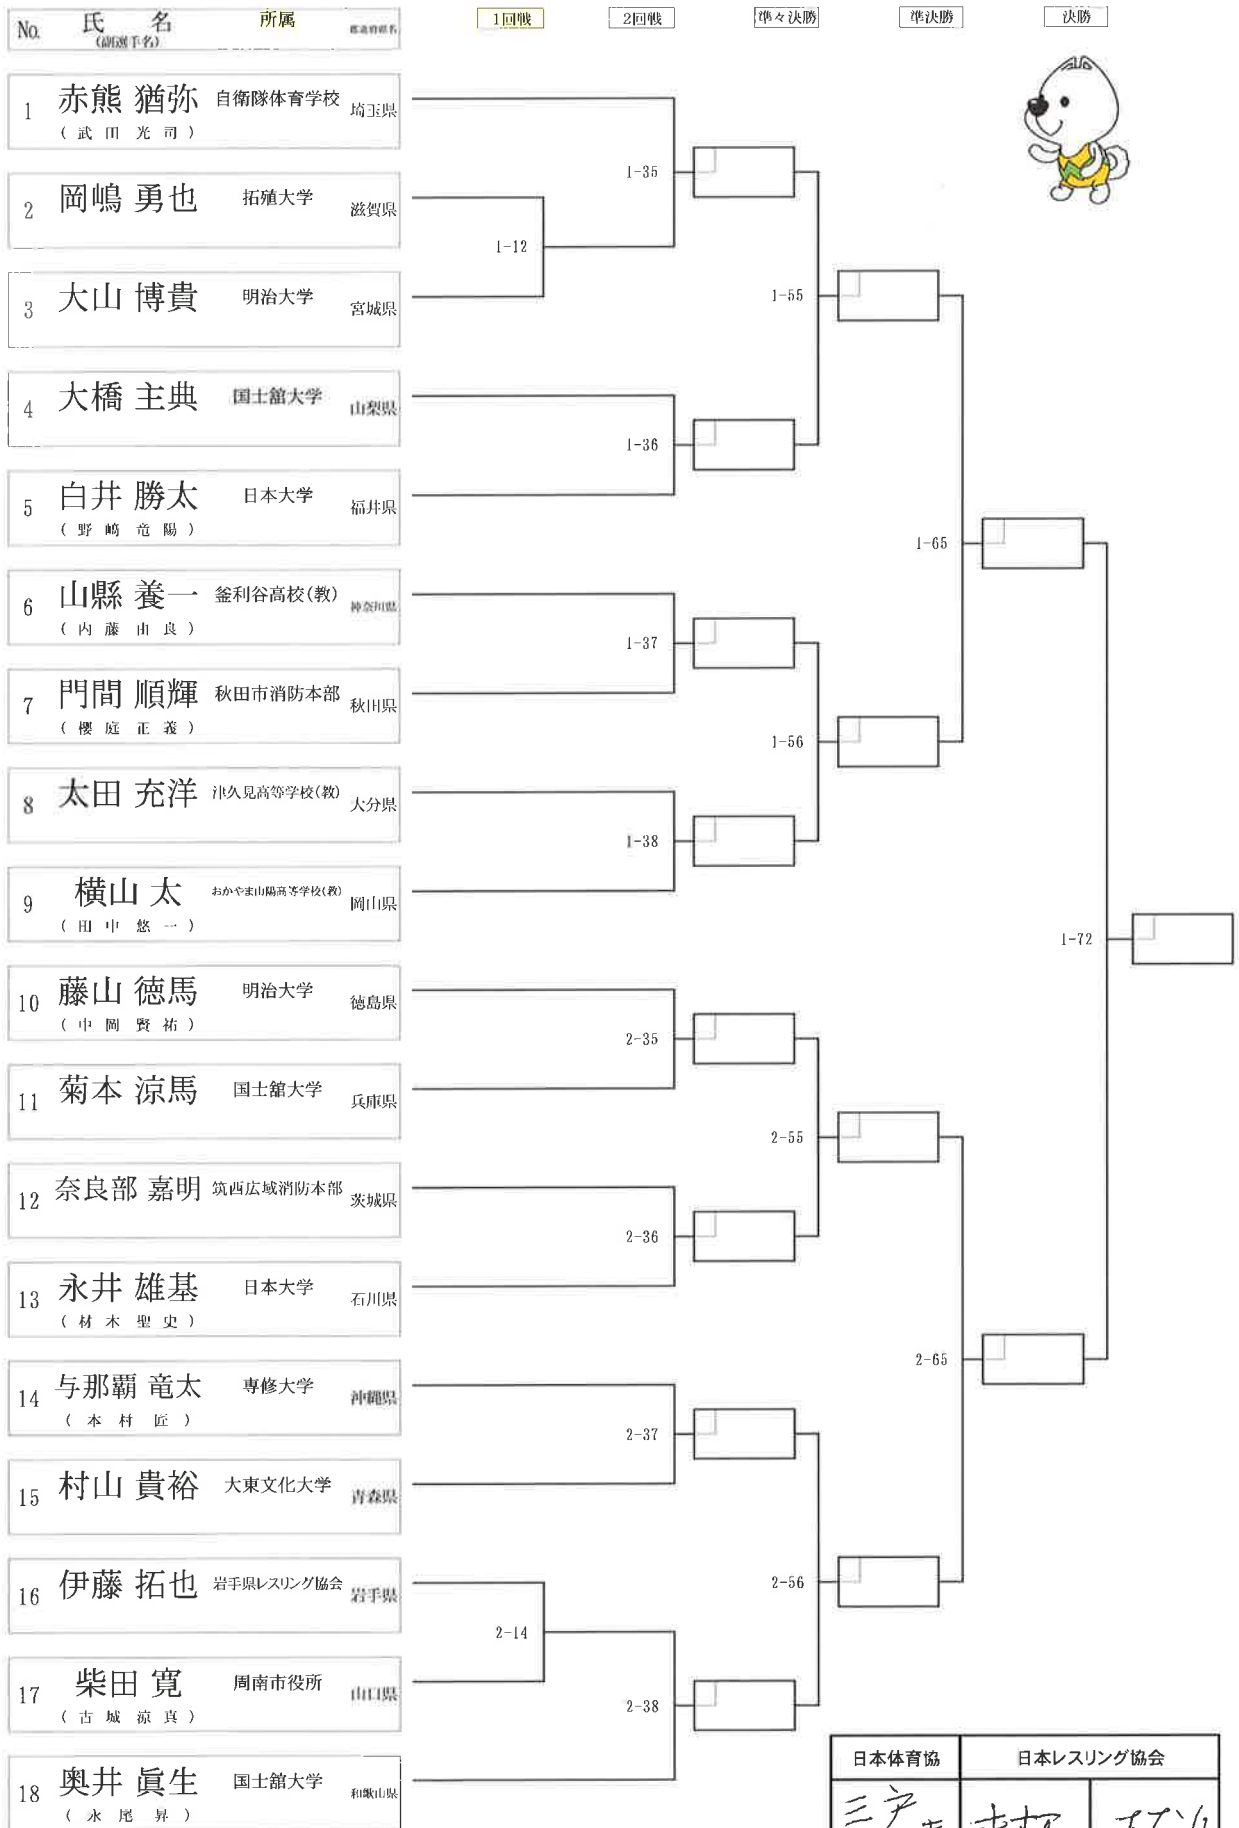 No. 氏 名 所属 都道府県名 1回戦 2回戦 準々決勝 準決勝 決勝
(副選手名)
1 赤熊 猶弥 自衛隊体育学校 埼玉県
(武田光司)
1-35
2 岡嶋 勇也 拓殖大学 滋賀県
1-12
3 大山 博貴 明治大学 宮城県
1-55
4 大橋 主典 国士舘大学 山梨県
1-36
5 白井 勝太 日本大学 福井県
(野﨑竜陽)
1-65
6 山縣 養一 釜利谷高校(教) 神奈川県
(内藤由良)
1-37
7 門間 順輝 秋田市消防本部 秋田県
(櫻庭正義)
1-56
8 太田 充洋 津久見高等学校(教) 大分県
1-38
9 横山 太 おかやま山陽高等学校(教) 岡山県
(田中悠一)
1-72
10 藤山 徳馬 明治大学 徳島県
(中岡賢祐)
2-35
11 菊本 涼馬 国士舘大学 兵庫県
2-55
12 奈良部 嘉明 筑西広域消防本部 茨城県
2-36
13 永井 雄基 日本大学 石川県
(材木聖史)
2-65
14 与那覇 竜太 専修大学 沖縄県
(本村匠)
2-37
15 村山 貴裕 大東文化大学 青森県
2-56
16 伊藤 拓也 岩手県レスリング協会 岩手県
2-14
17 柴田 寛 周南市役所 山口県
(古城涼真)
2-38
18 奥井 眞生 国士舘大学 和歌山県
(永尾昇)
日本体育協 日本レスリング協会